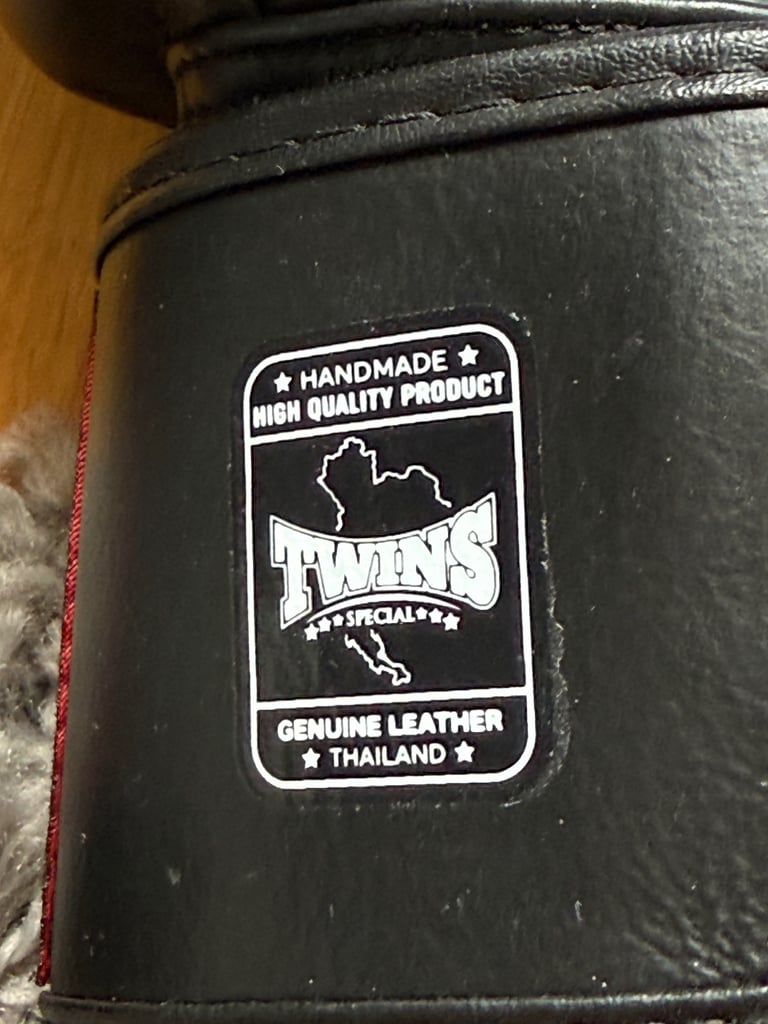 HANDMADE
HIGH QUALITY PRODUCT
TWINS
SPECIAL
GENUINE LEATHER
THAILAND